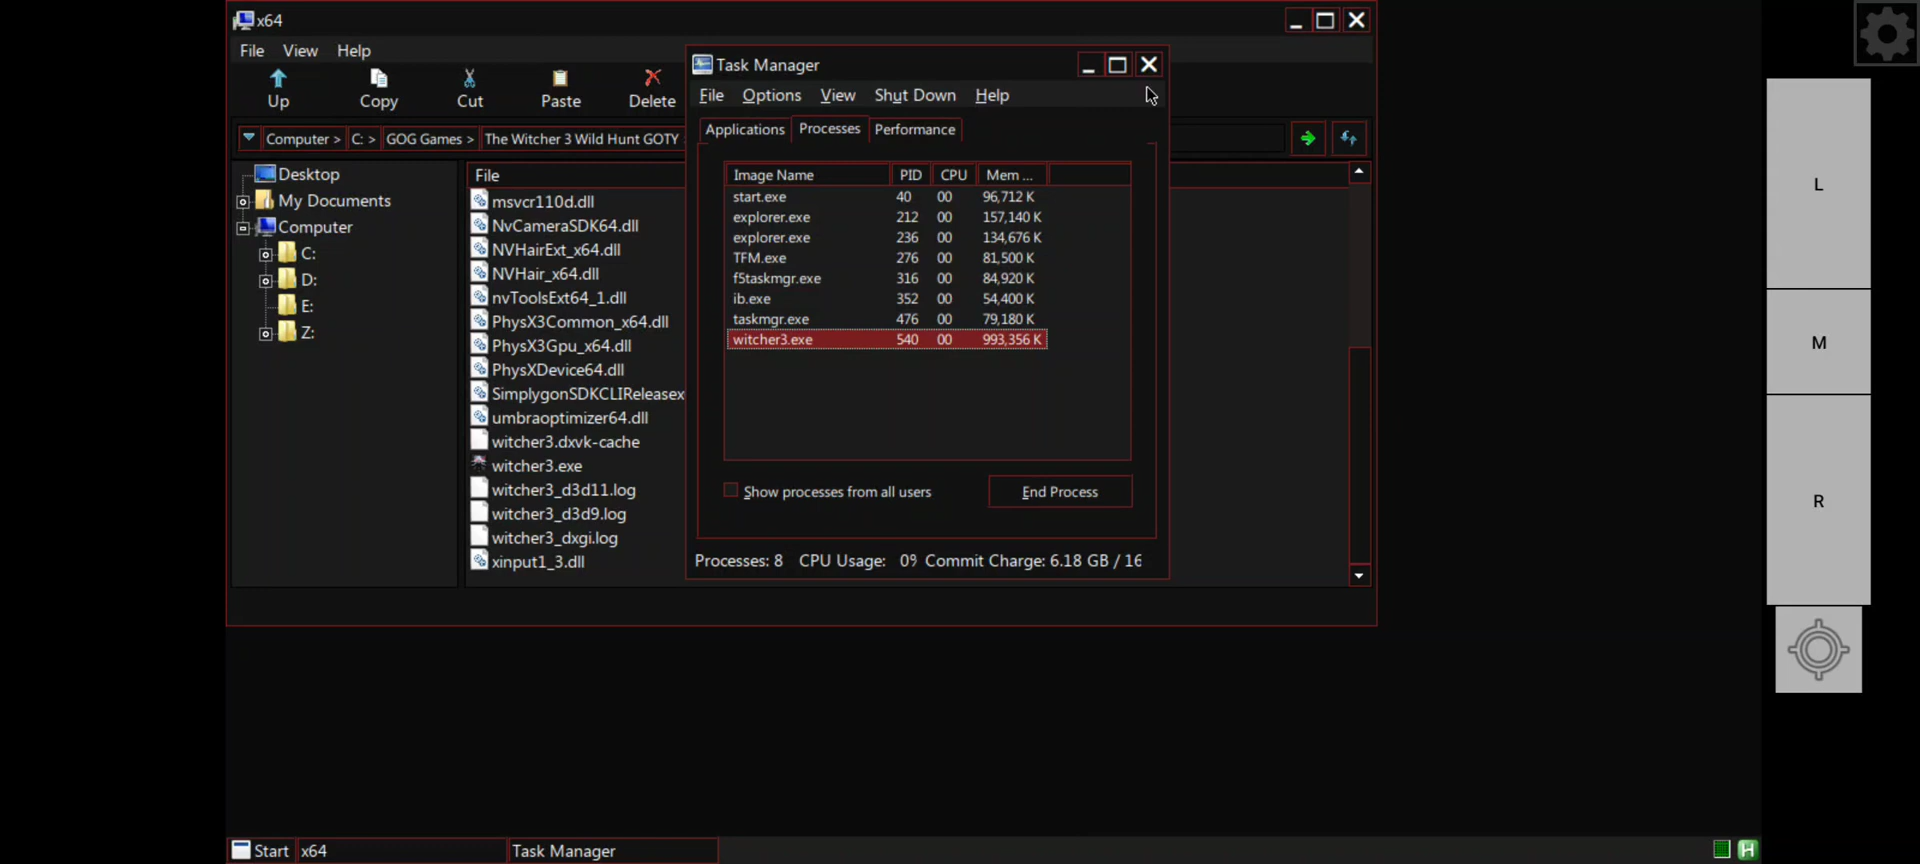 x64
File View Help
Up Copy Cut Paste Delete
Computer > C: > GOG Games > The Witcher 3 Wild Hunt GOTY
Desktop
My Documents
Computer
C:
D:
E:
Z:
File
msvcr110d.dll
NvCameraSDK64.dll
NVHairExt_x64.dll
NVHair_x64.dll
nvToolsExt64_1.dll
PhysX3Common_x64.dll
PhysX3Gpu_x64.dll
PhysXDevice64.dll
SimplygonSDKCLIReleasex
umbraoptimizer64.dll
witcher3.dxvk-cache
witcher3.exe
witcher3_d3d11.log
witcher3_d3d9.log
witcher3_dxgi.log
xinput1_3.dll
Task Manager
File Options View Shut Down Help
Applications Processes Performance
Image Name PID CPU Mem ...
start.exe 40 00 96,712 K
explorer.exe 212 00 157,140 K
explorer.exe 236 00 134,676 K
TFM.exe 276 00 81,500 K
f5taskmgr.exe 316 00 84,920 K
ib.exe 352 00 54,400 K
taskmgr.exe 476 00 79,180 K
witcher3.exe 540 00 993,356 K
Show processes from all users End Process
Processes: 8 CPU Usage: 0% Commit Charge: 6.18 GB / 16
L
M
R
Start x64 Task Manager H